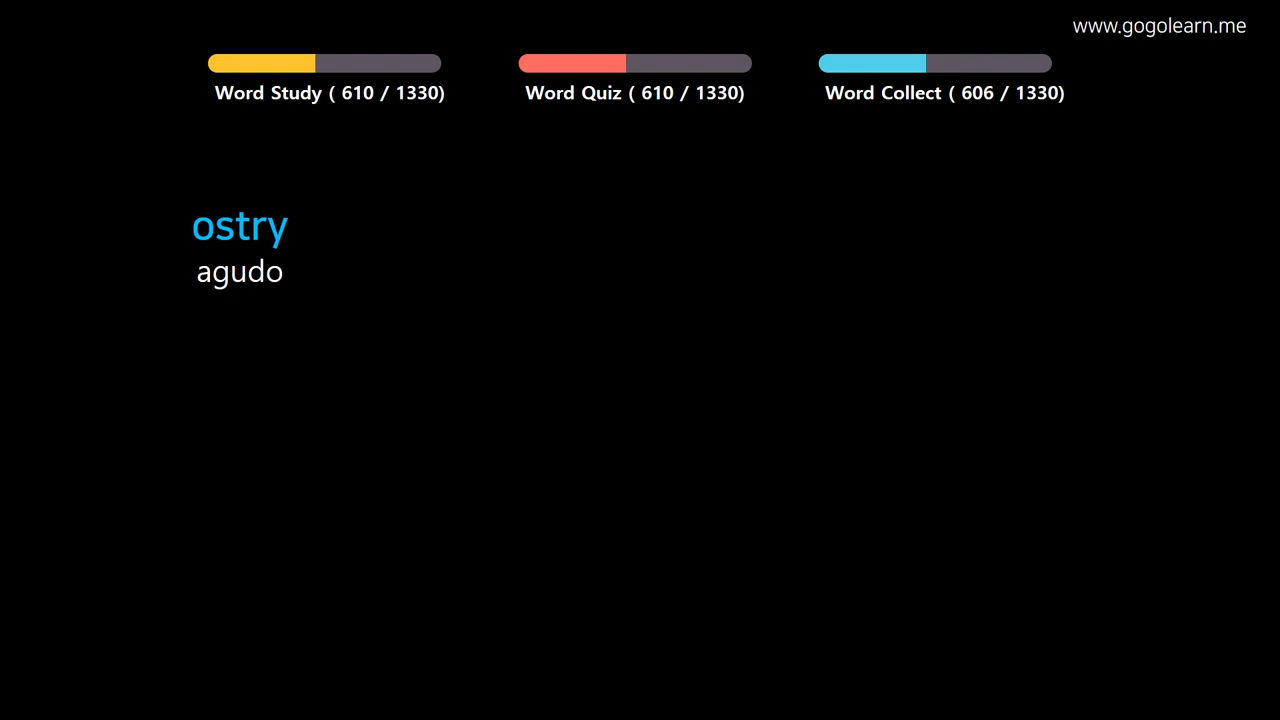 www.gogolearn.me
Word Study ( 610 / 1330)
Word Quiz ( 610 / 1330)
Word Collect ( 606 / 1330)
ostry
agudo